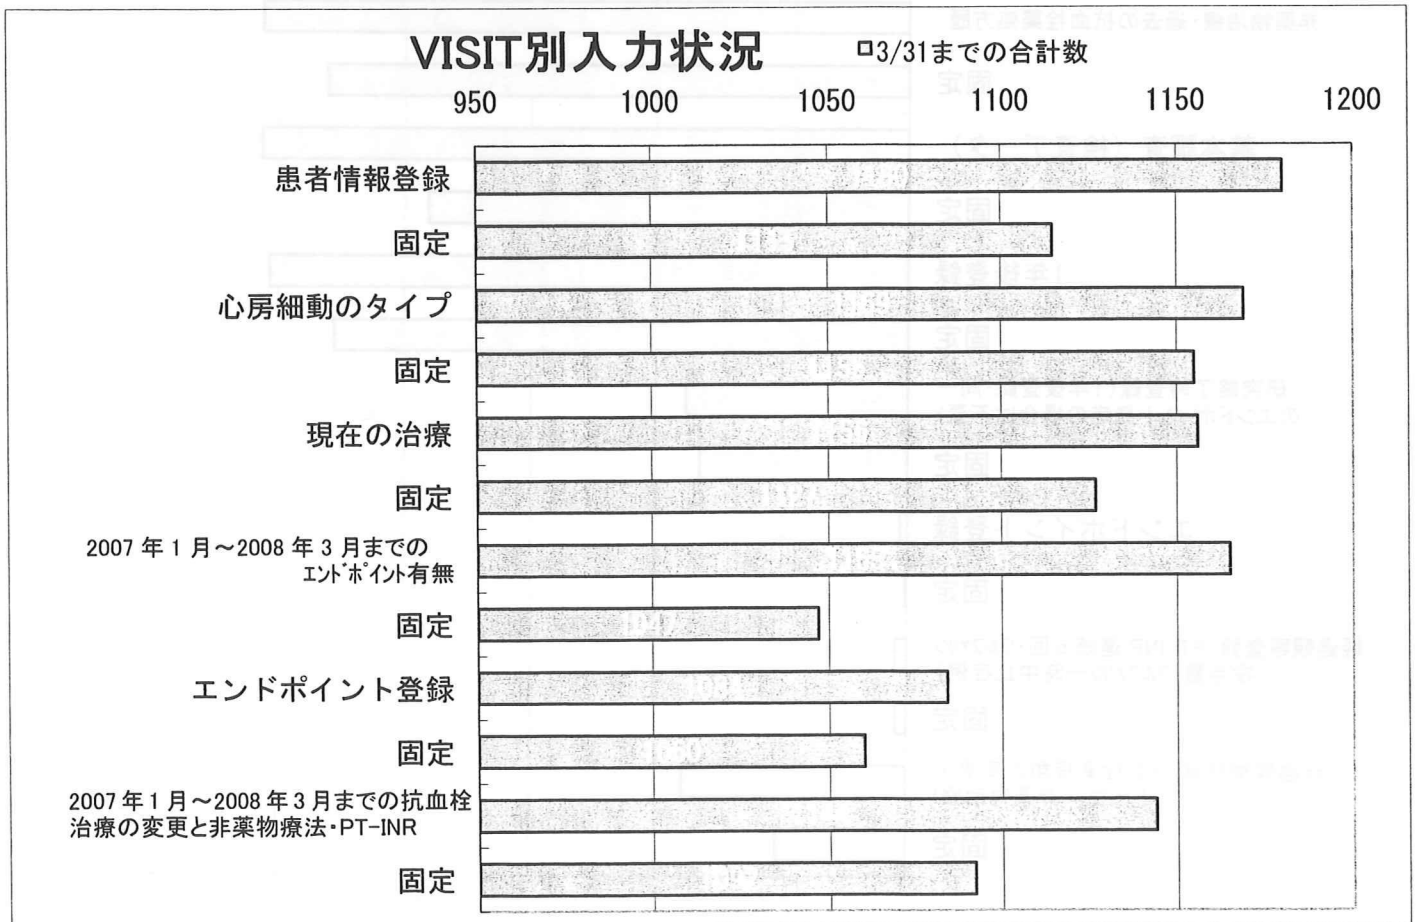 VISIT別入力状況
□3/31までの合計数
950 1000 1050 1100 1150 1200
患者情報登録
固定
心房細動のタイプ
固定
現在の治療
固定
2007年1月～2008年3月までの
ｴﾝﾄﾞﾎﾟｲﾝﾄ有無
固定
エンドポイント登録
固定
2007年1月～2008年3月までの抗血栓
治療の変更と非薬物療法・PT-INR
固定